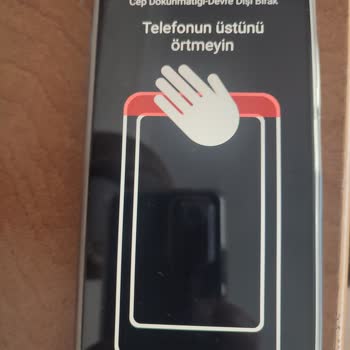 Cep Dokunmatiği-Devre Dışı Bırak
Telefonun üstünü
örtmeyin